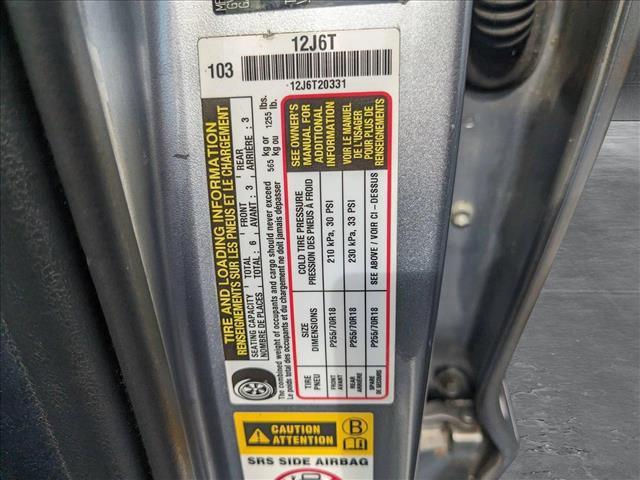 12J6T
103
12J6T20331
TIRE AND LOADING INFORMATION
RENSEIGNEMENTS SUR LES PNEUS ET LE CHARGEMENT
SEATING CAPACITY TOTAL : 6 FRONT : 3 REAR : 3
NOMBRE DE PLACES AVANT ARRIÈRE
The combined weight of occupants and cargo should never exceed 565 kg or 1255 lbs.
Le poids total des occupants et du chargement ne doit jamais dépasser 565 kg ou 1255 lb.
TIRE SIZE COLD TIRE PRESSURE
PNEU DIMENSIONS PRESSION DES PNEUS À FROID
FRONT P255/70R18 210 kPa, 30 PSI
AVANT
REAR P255/70R18 230 kPa, 33 PSI
ARRIÈRE
SPARE P255/70R18 SEE ABOVE / VOIR CI - DESSUS
DE SECOURS
SEE OWNER'S
MANUAL FOR
ADDITIONAL
INFORMATION
VOIR LE MANUEL
DE L'USAGER
POUR PLUS DE
RENSEIGNEMENTS
CAUTION
ATTENTION
B
SRS SIDE AIRBAG